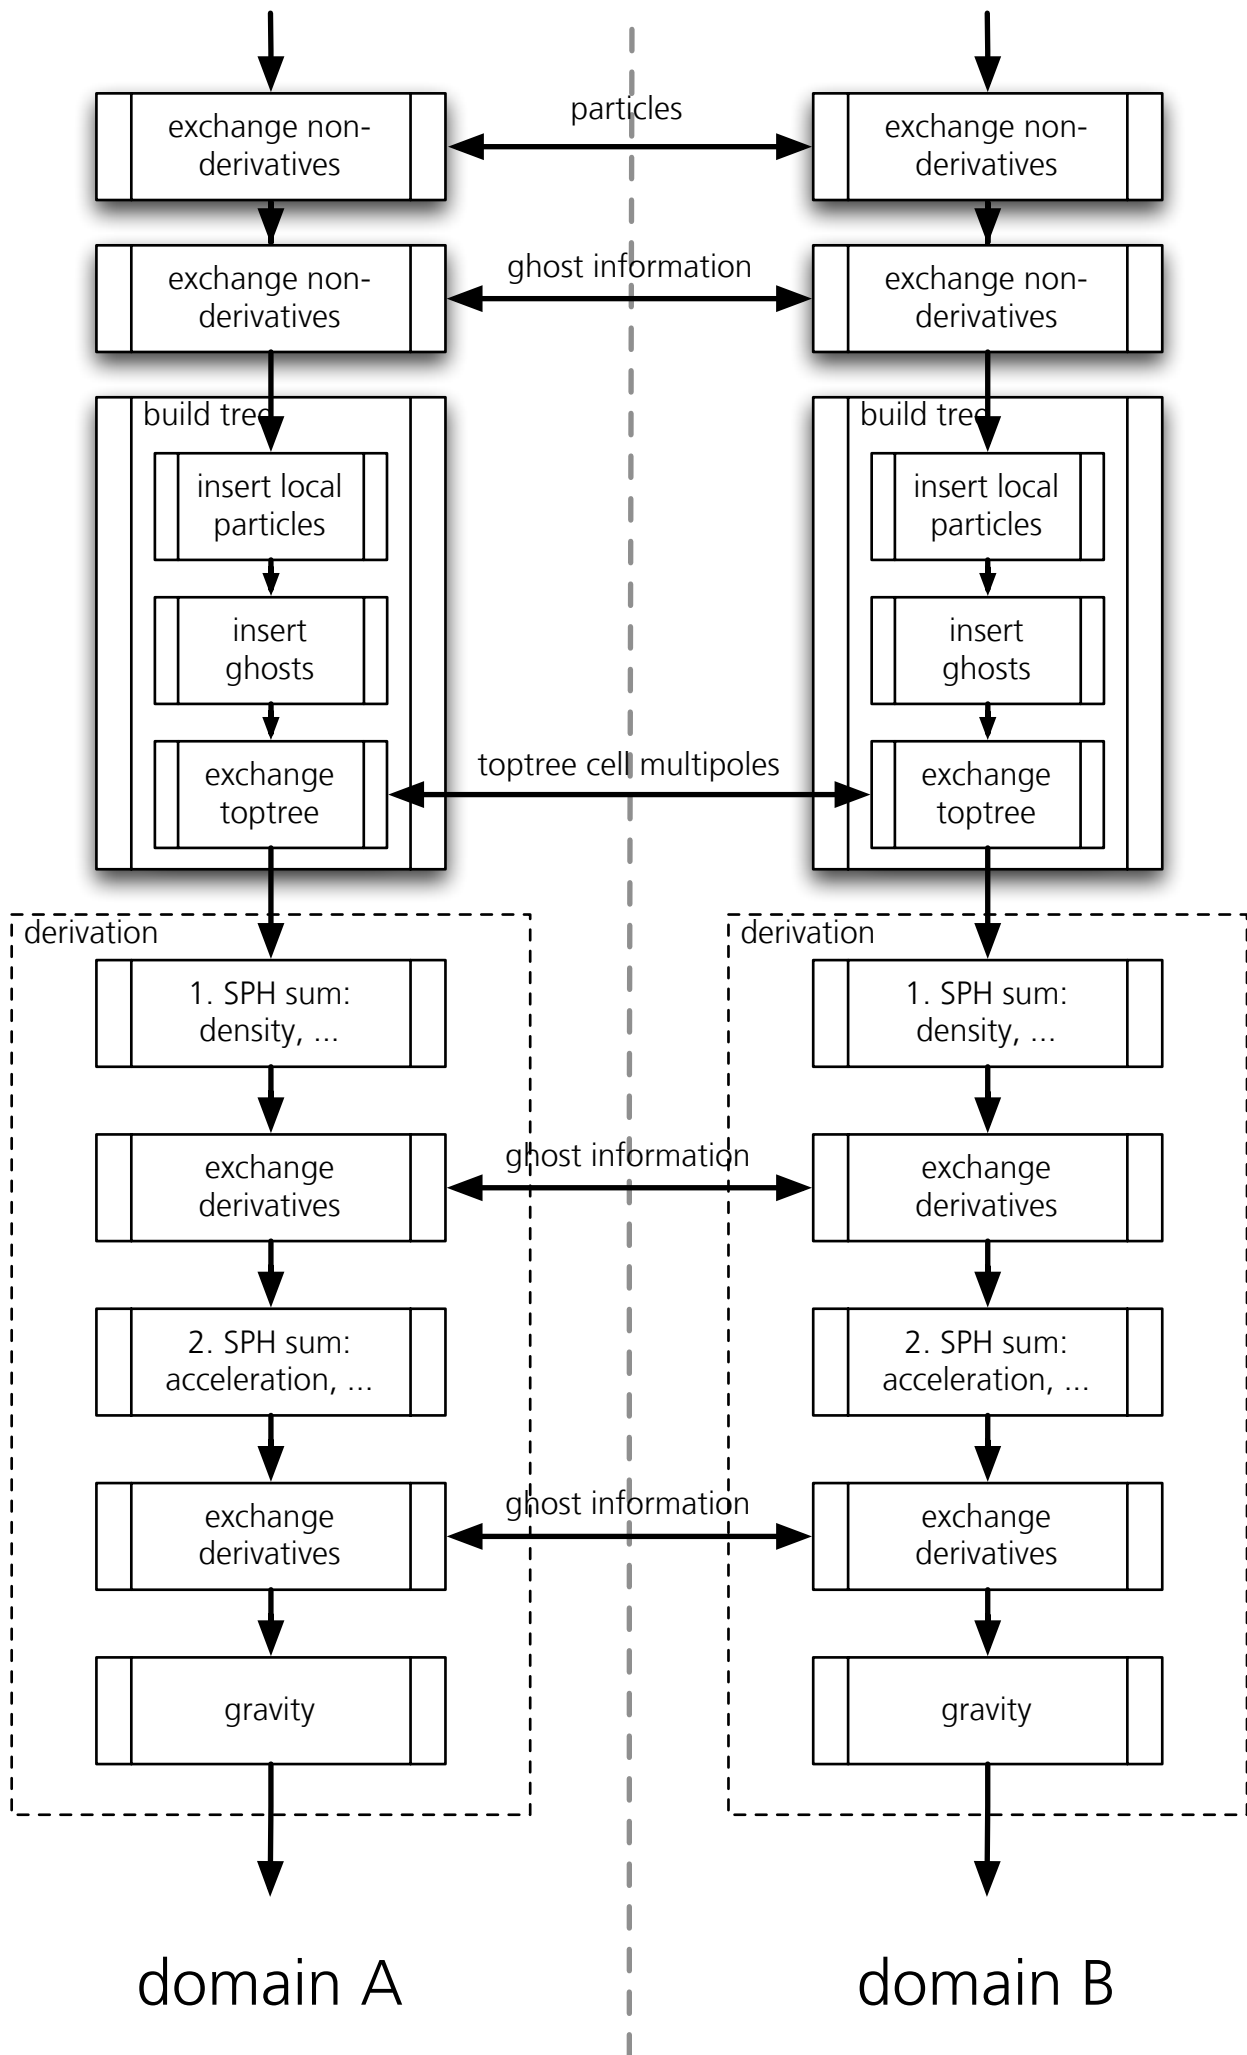 particles
exchange non-
derivatives
exchange non-
derivatives
ghost information
exchange non-
derivatives
exchange non-
derivatives
build tree
build tree
insert local
particles
insert local
particles
insert
ghosts
insert
ghosts
toptree cell multipoles
exchange
toptree
exchange
toptree
derivation
derivation
1. SPH sum:
density, ...
1. SPH sum:
density, ...
ghost information
exchange
derivatives
exchange
derivatives
2. SPH sum:
acceleration, ...
2. SPH sum:
acceleration, ...
ghost information
exchange
derivatives
exchange
derivatives
gravity
gravity
domain A
domain B